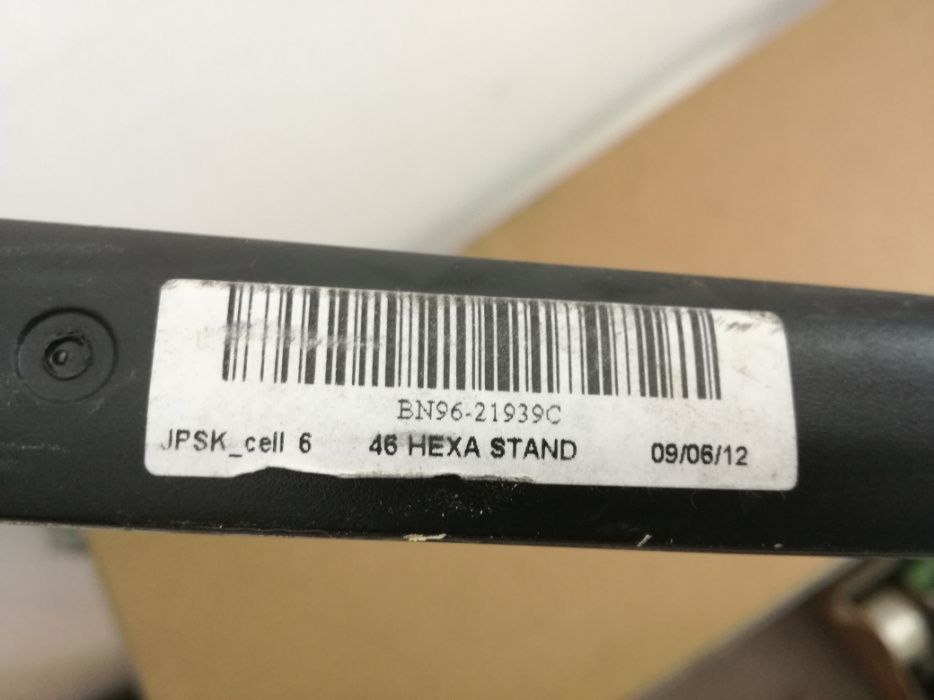 BN96-21939C
JPSK_cell 6 46 HEXA STAND 09/06/12